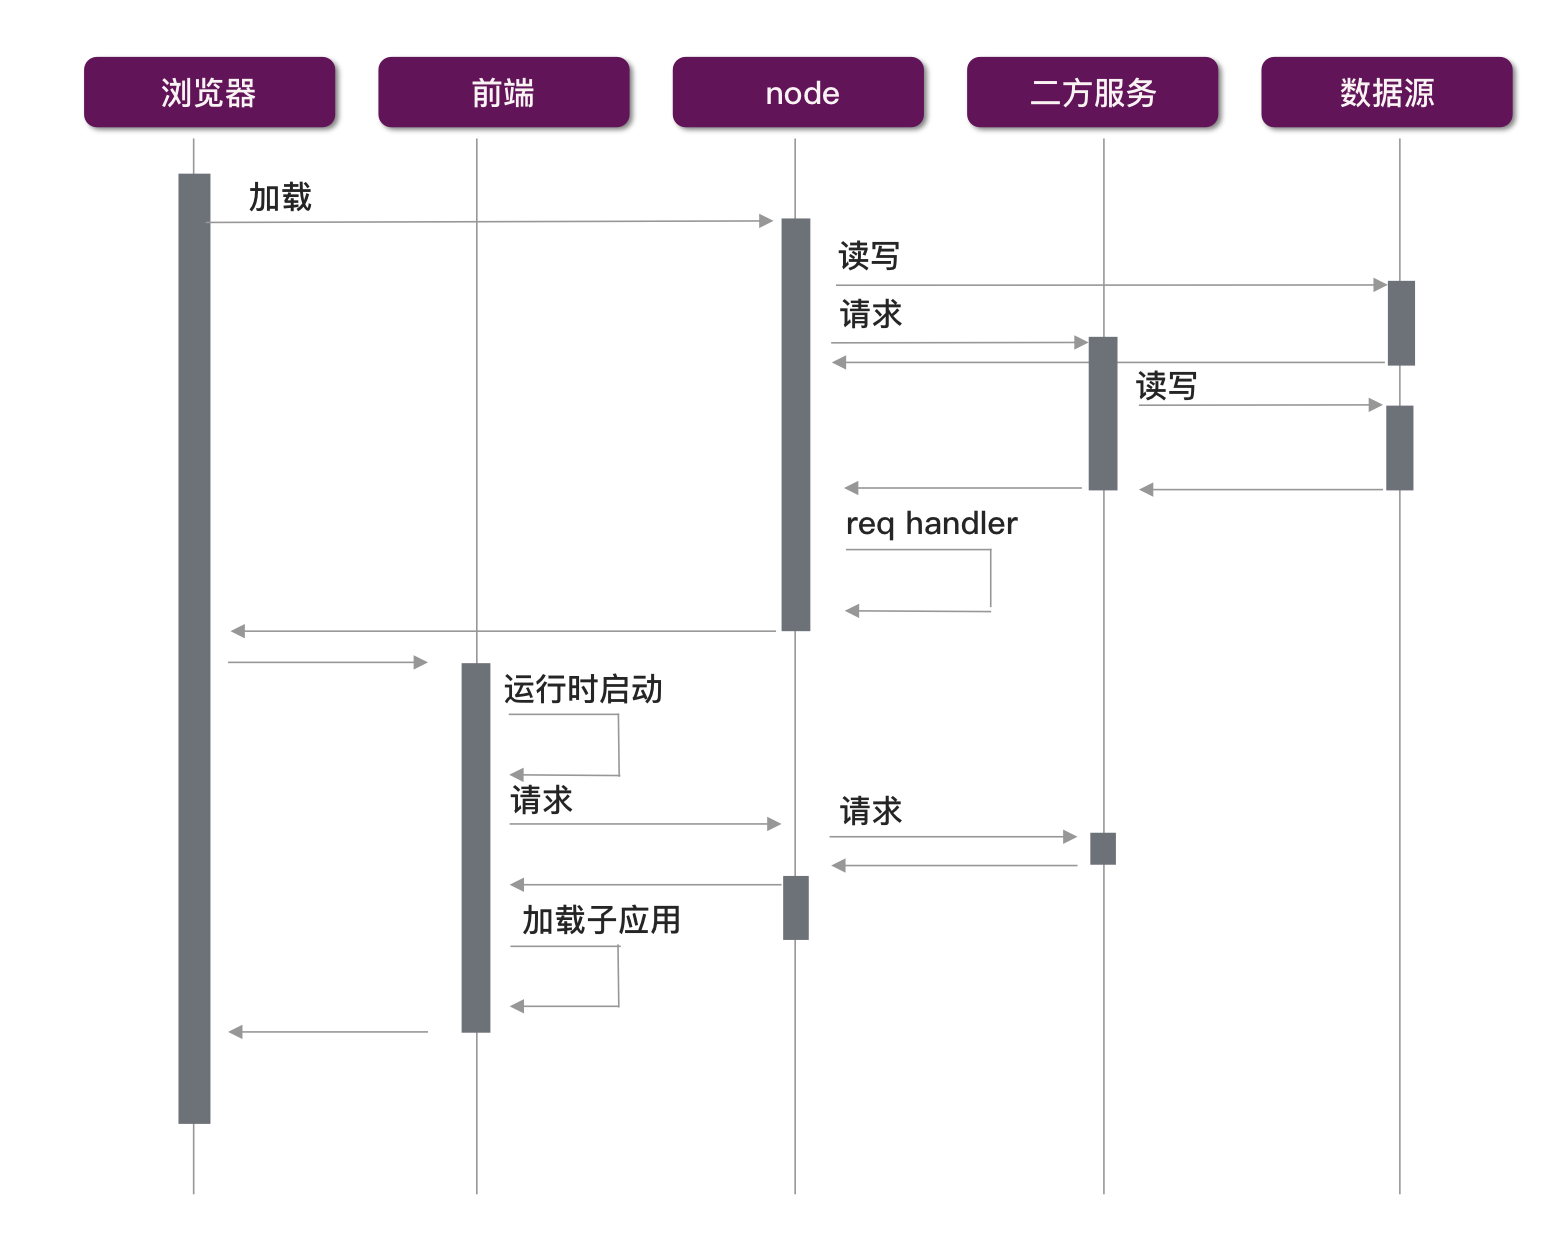 浏览器
前端
node
二方服务
数据源
加载
读写
请求
读写
req handler
运行时启动
请求
请求
加载子应用